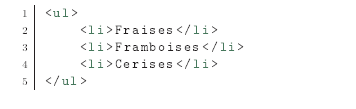 1 <ul>
2     <li>Fraises</li>
3     <li>Framboises</li>
4     <li>Cerises</li>
5 </ul>